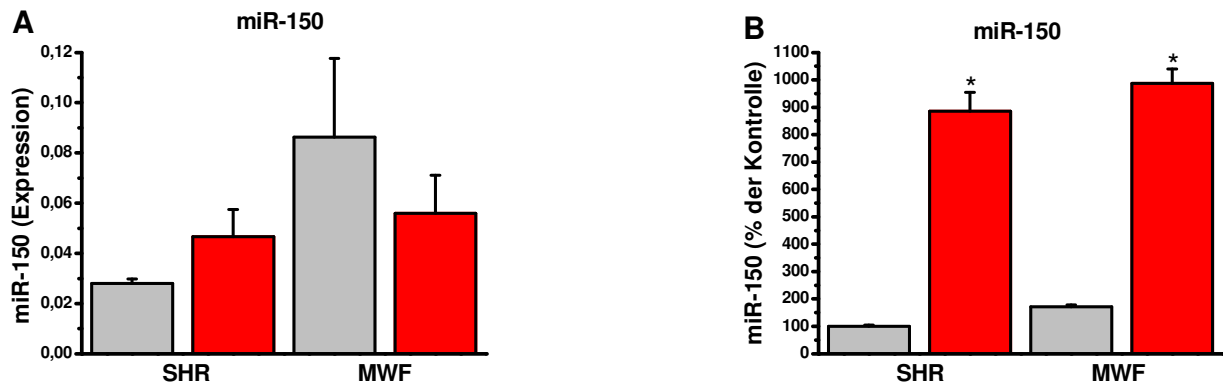 A
miR-150
miR-150 (Expression)
0,12
0,10
0,08
0,06
0,04
0,02
0,00
SHR MWF
B
miR-150
miR-150 (% der Kontrolle)
1100
1000
900
800
700
600
500
400
300
200
100
0
* *
SHR MWF